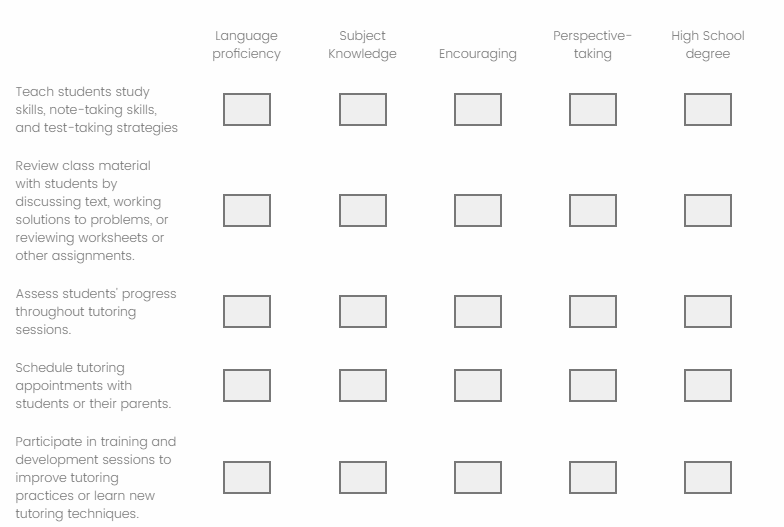 Language
proficiency
Subject
Knowledge
Encouraging
Perspective-
taking
High School
degree
Teach students study
skills, note-taking skills,
and test-taking strategies
Review class material
with students by
discussing text, working
solutions to problems, or
reviewing worksheets or
other assignments.
Assess students' progress
throughout tutoring
sessions.
Schedule tutoring
appointments with
students or their parents.
Participate in training and
development sessions to
improve tutoring
practices or learn new
tutoring techniques.